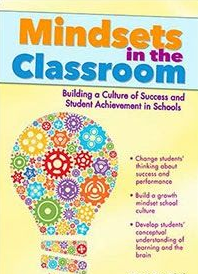 Mindsets
in the
Classroom
Building a Culture of Success and
Student Achievement in Schools
• Change students'
thinking about
success and
performance
• Build a growth
mindset school
culture
• Develop students'
conceptual
understanding of
learning and the
brain